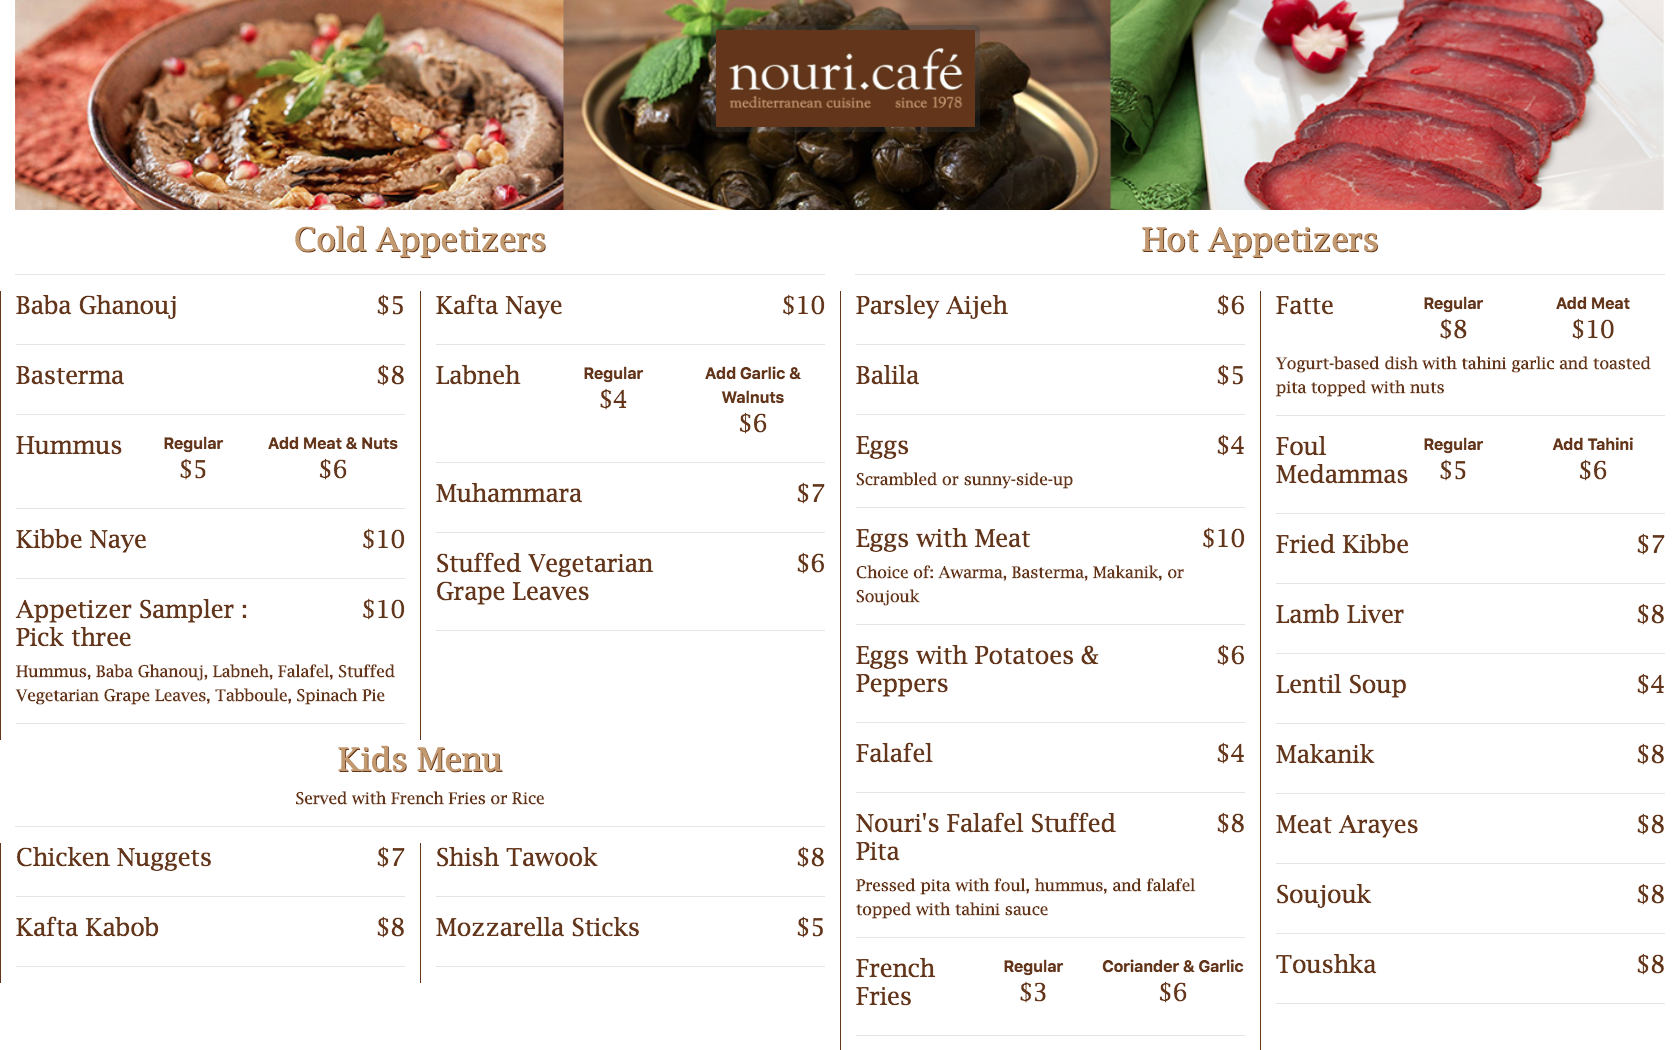 nouri.café
mediterranean cuisine since 1978
Cold Appetizers
Baba Ghanouj $5
Basterma $8
Hummus Regular Add Meat & Nuts
$5 $6
Kibbe Naye $10
Appetizer Sampler : $10
Pick three
Hummus, Baba Ghanouj, Labneh, Falafel, Stuffed
Vegetarian Grape Leaves, Tabboule, Spinach Pie
Kafta Naye $10
Labneh Regular Add Garlic &
Walnuts
$4 $6
Muhammara $7
Stuffed Vegetarian $6
Grape Leaves
Kids Menu
Served with French Fries or Rice
Chicken Nuggets $7
Kafta Kabob $8
Shish Tawook $8
Mozzarella Sticks $5
Hot Appetizers
Parsley Aijeh $6
Balila $5
Eggs $4
Scrambled or sunny-side-up
Eggs with Meat $10
Choice of: Awarma, Basterma, Makanik, or
Soujouk
Eggs with Potatoes & $6
Peppers
Falafel $4
Nouri's Falafel Stuffed $8
Pita
Pressed pita with foul, hummus, and falafel
topped with tahini sauce
French Regular Coriander & Garlic
Fries $3 $6
Fatte Regular Add Meat
$8 $10
Yogurt-based dish with tahini garlic and toasted
pita topped with nuts
Foul Regular Add Tahini
Medammas $5 $6
Fried Kibbe $7
Lamb Liver $8
Lentil Soup $4
Makanik $8
Meat Arayes $8
Soujouk $8
Toushka $8